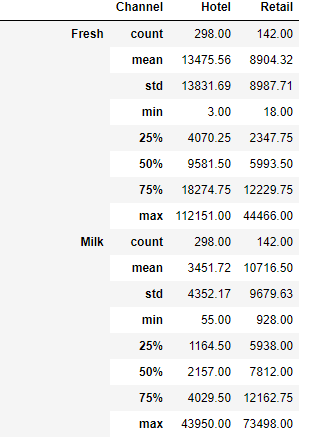 Channel Hotel Retail
Fresh count 298.00 142.00
mean 13475.56 8904.32
std 13831.69 8987.71
min 3.00 18.00
25% 4070.25 2347.75
50% 9581.50 5993.50
75% 18274.75 12229.75
max 112151.00 44466.00
Milk count 298.00 142.00
mean 3451.72 10716.50
std 4352.17 9679.63
min 55.00 928.00
25% 1164.50 5938.00
50% 2157.00 7812.00
75% 4029.50 12162.75
max 43950.00 73498.00